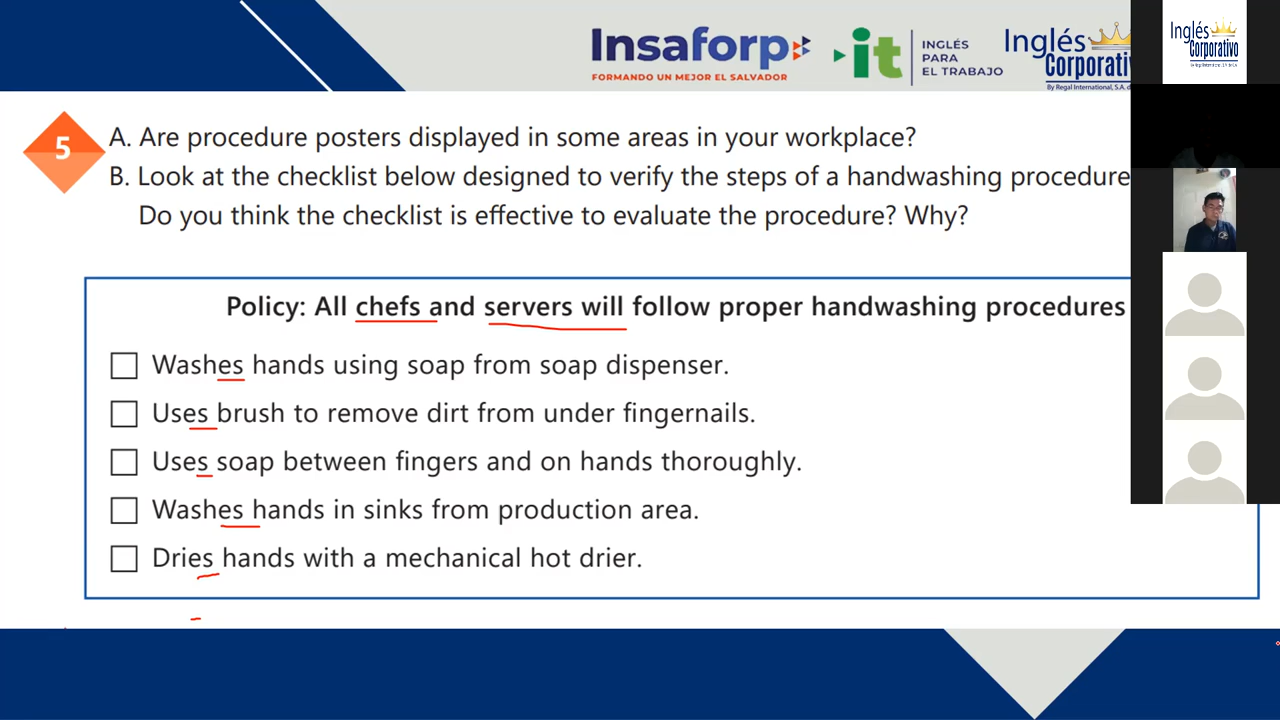 Insaforp
FORMANDO UN MEJOR EL SALVADOR
it
INGLÉS
PARA
EL TRABAJO
Inglés
Corporativ
By Regal International, S.A. d
Inglés
Corporativo
5
A. Are procedure posters displayed in some areas in your workplace?
B. Look at the checklist below designed to verify the steps of a handwashing procedure
Do you think the checklist is effective to evaluate the procedure? Why?
Policy: All chefs and servers will follow proper handwashing procedures
Washes hands using soap from soap dispenser.
Uses brush to remove dirt from under fingernails.
Uses soap between fingers and on hands thoroughly.
Washes hands in sinks from production area.
Dries hands with a mechanical hot drier.